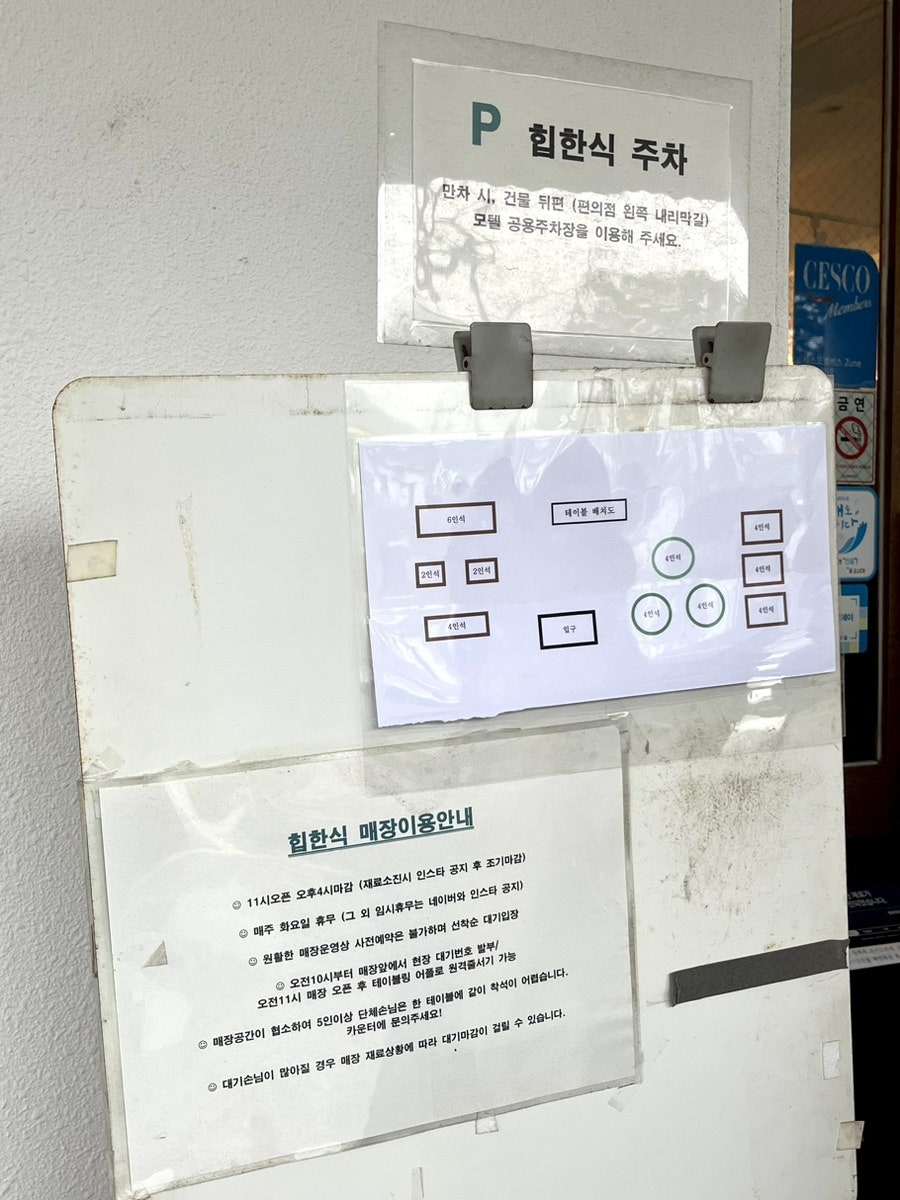 P 힙한식 주차
만차 시, 건물 뒤편 (편의점 왼쪽 내리막길)
모텔 공용주차장을 이용해 주세요.
CESCO
Members
Zone
금연
6인석
테이블 배치도
4인석
4인석
2인석
2인석
4인석
4인석
4인석
4인석
4인석
입구
힙한식 매장이용안내
☺ 11시오픈 오후4시마감 (재료소진시 인스타 공지 후 조기마감)
☺ 매주 화요일 휴무 (그 외 임시휴무는 네이버와 인스타 공지)
☺ 원활한 매장운영상 사전예약은 불가하며 선착순 대기입장
☺ 오전10시부터 매장앞에서 현장 대기번호 발부/
오전11시 매장 오픈 후 테이블링 어플로 원격줄서기 가능
☺ 매장공간이 협소하여 5인이상 단체손님은 한 테이블에 같이 착석이 어렵습니다.
카운터에 문의주세요!
☺ 대기손님이 많아질 경우 매장 재료상황에 따라 대기마감이 걸릴 수 있습니다.